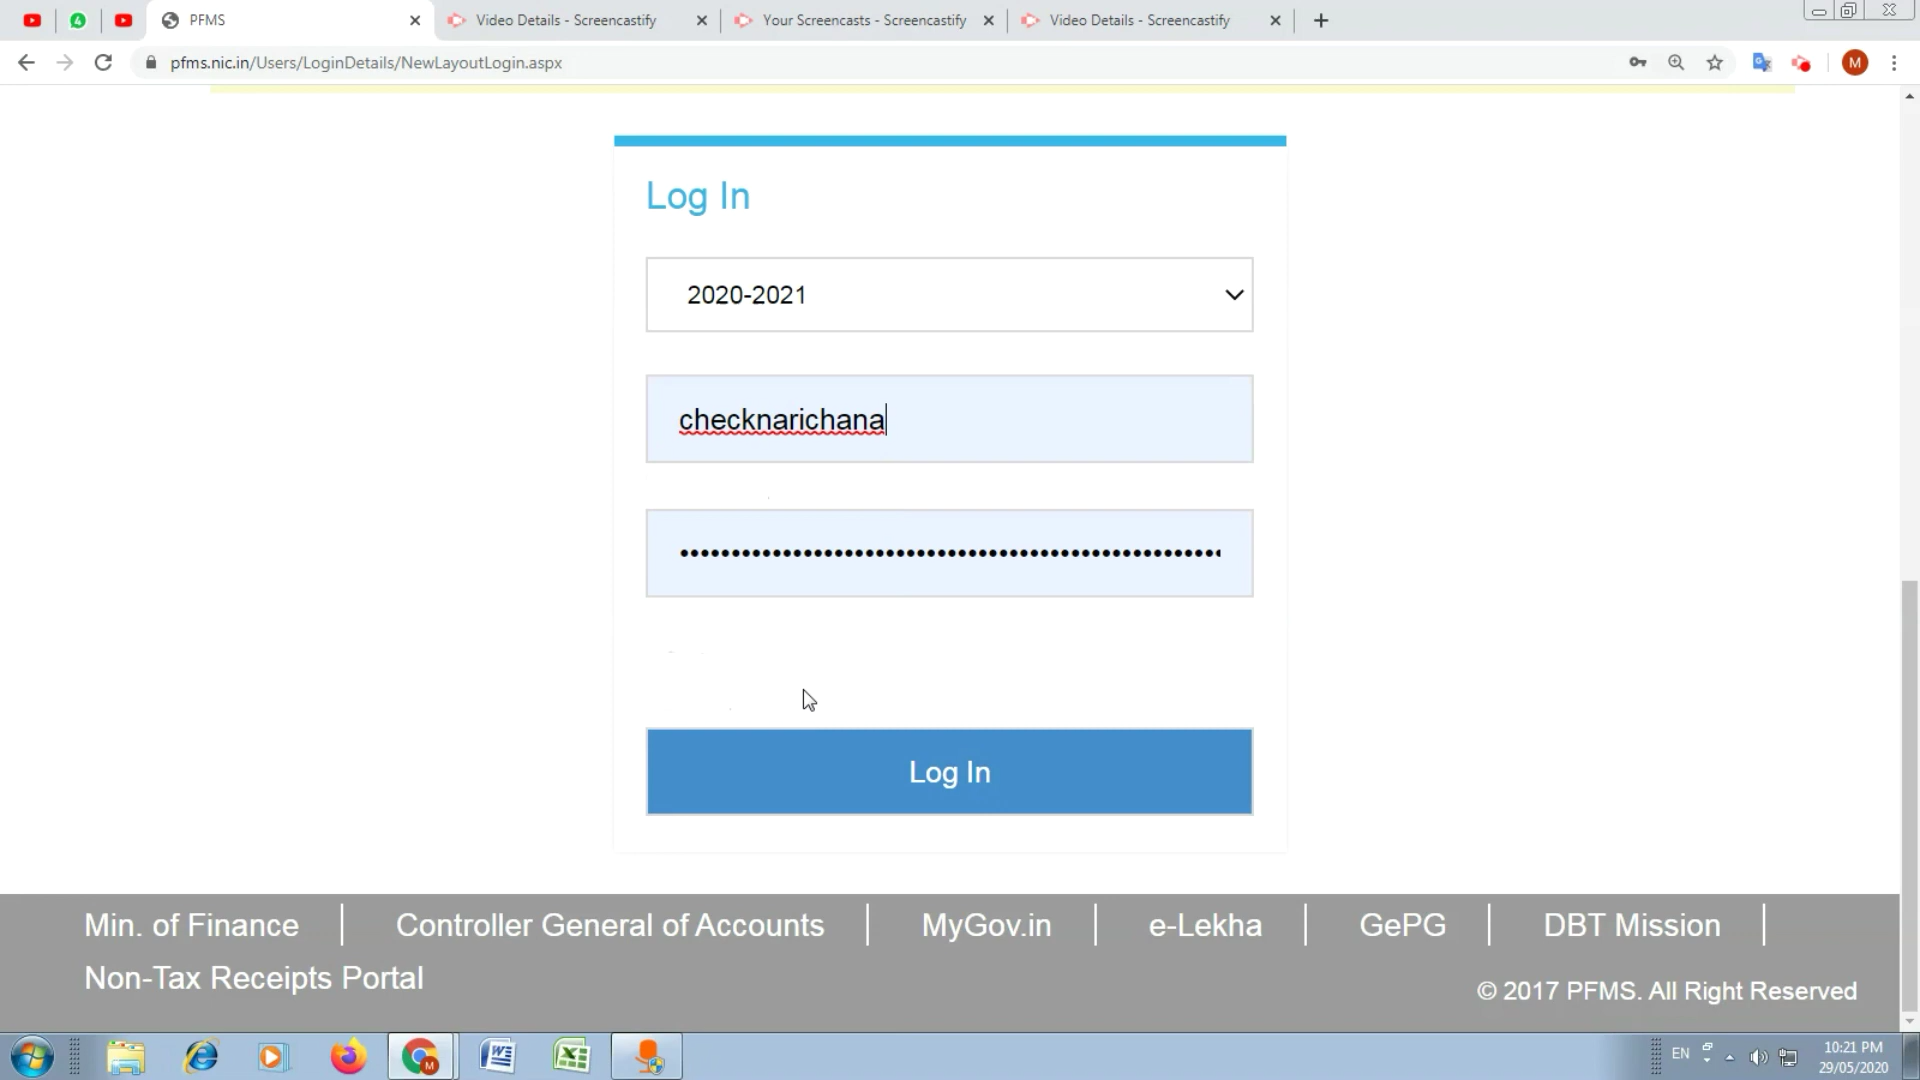 PFMS
Video Details - Screencastify
Your Screencasts - Screencastify
Video Details - Screencastify
pfms.nic.in/Users/LoginDetails/NewLayoutLogin.aspx
M
Log In
2020-2021
checknarichana
Log In
Min. of Finance
Controller General of Accounts
MyGov.in
e-Lekha
GePG
DBT Mission
Non-Tax Receipts Portal
© 2017 PFMS. All Right Reserved
EN
10:21 PM
29/05/2020